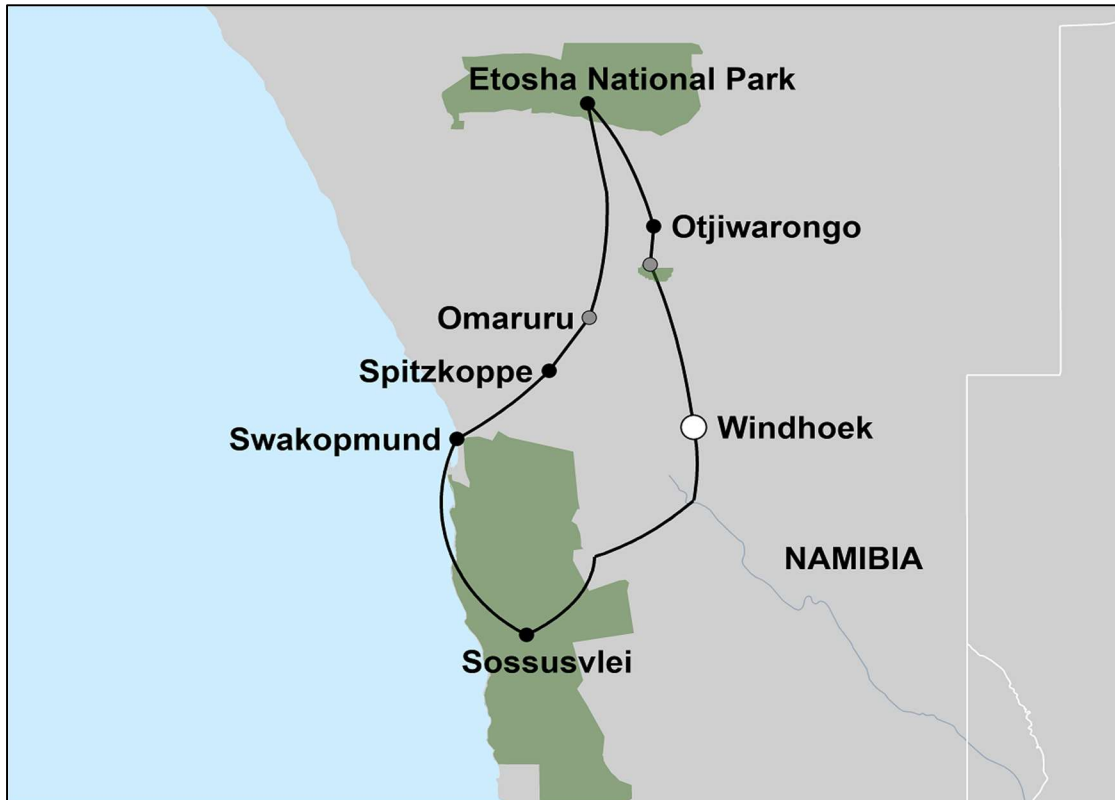 Etosha National Park
Otjiwarongo
Omaruru
Spitzkoppe
Swakopmund
Windhoek
NAMIBIA
Sossusvlei